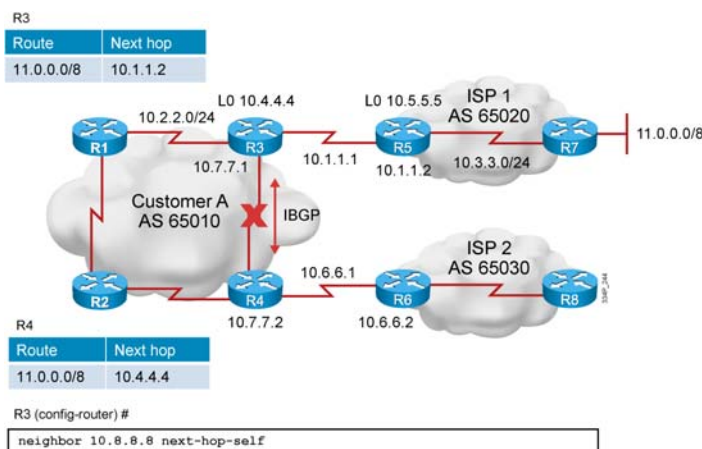 R3
Route Next hop
11.0.0.0/8 10.1.1.2
L0 10.4.4.4
L0 10.5.5.5
ISP 1
AS 65020
10.2.2.0/24
R1
R3
R5
R7
11.0.0.0/8
10.7.7.1
10.1.1.1
10.1.1.2
10.3.3.0/24
Customer A
AS 65010
IBGP
ISP 2
AS 65030
10.6.6.1
R2
R4
R6
R8
10.7.7.2
10.6.6.2
334P_244
R4
Route Next hop
11.0.0.0/8 10.4.4.4
R3 (config-router) #
neighbor 10.8.8.8 next-hop-self